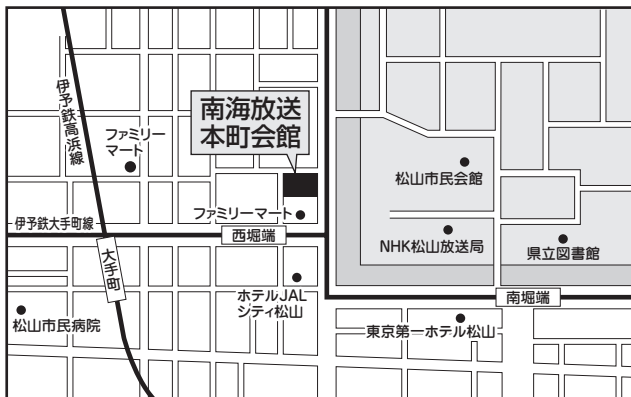 伊予鉄高浜線
ファミリー
マート
南海放送
本町会館
松山市民会館
ファミリーマート
伊予鉄大手町線
西堀端
NHK松山放送局
県立図書館
大手町
ホテルJAL
シティ松山
南堀端
松山市民病院
東京第一ホテル松山